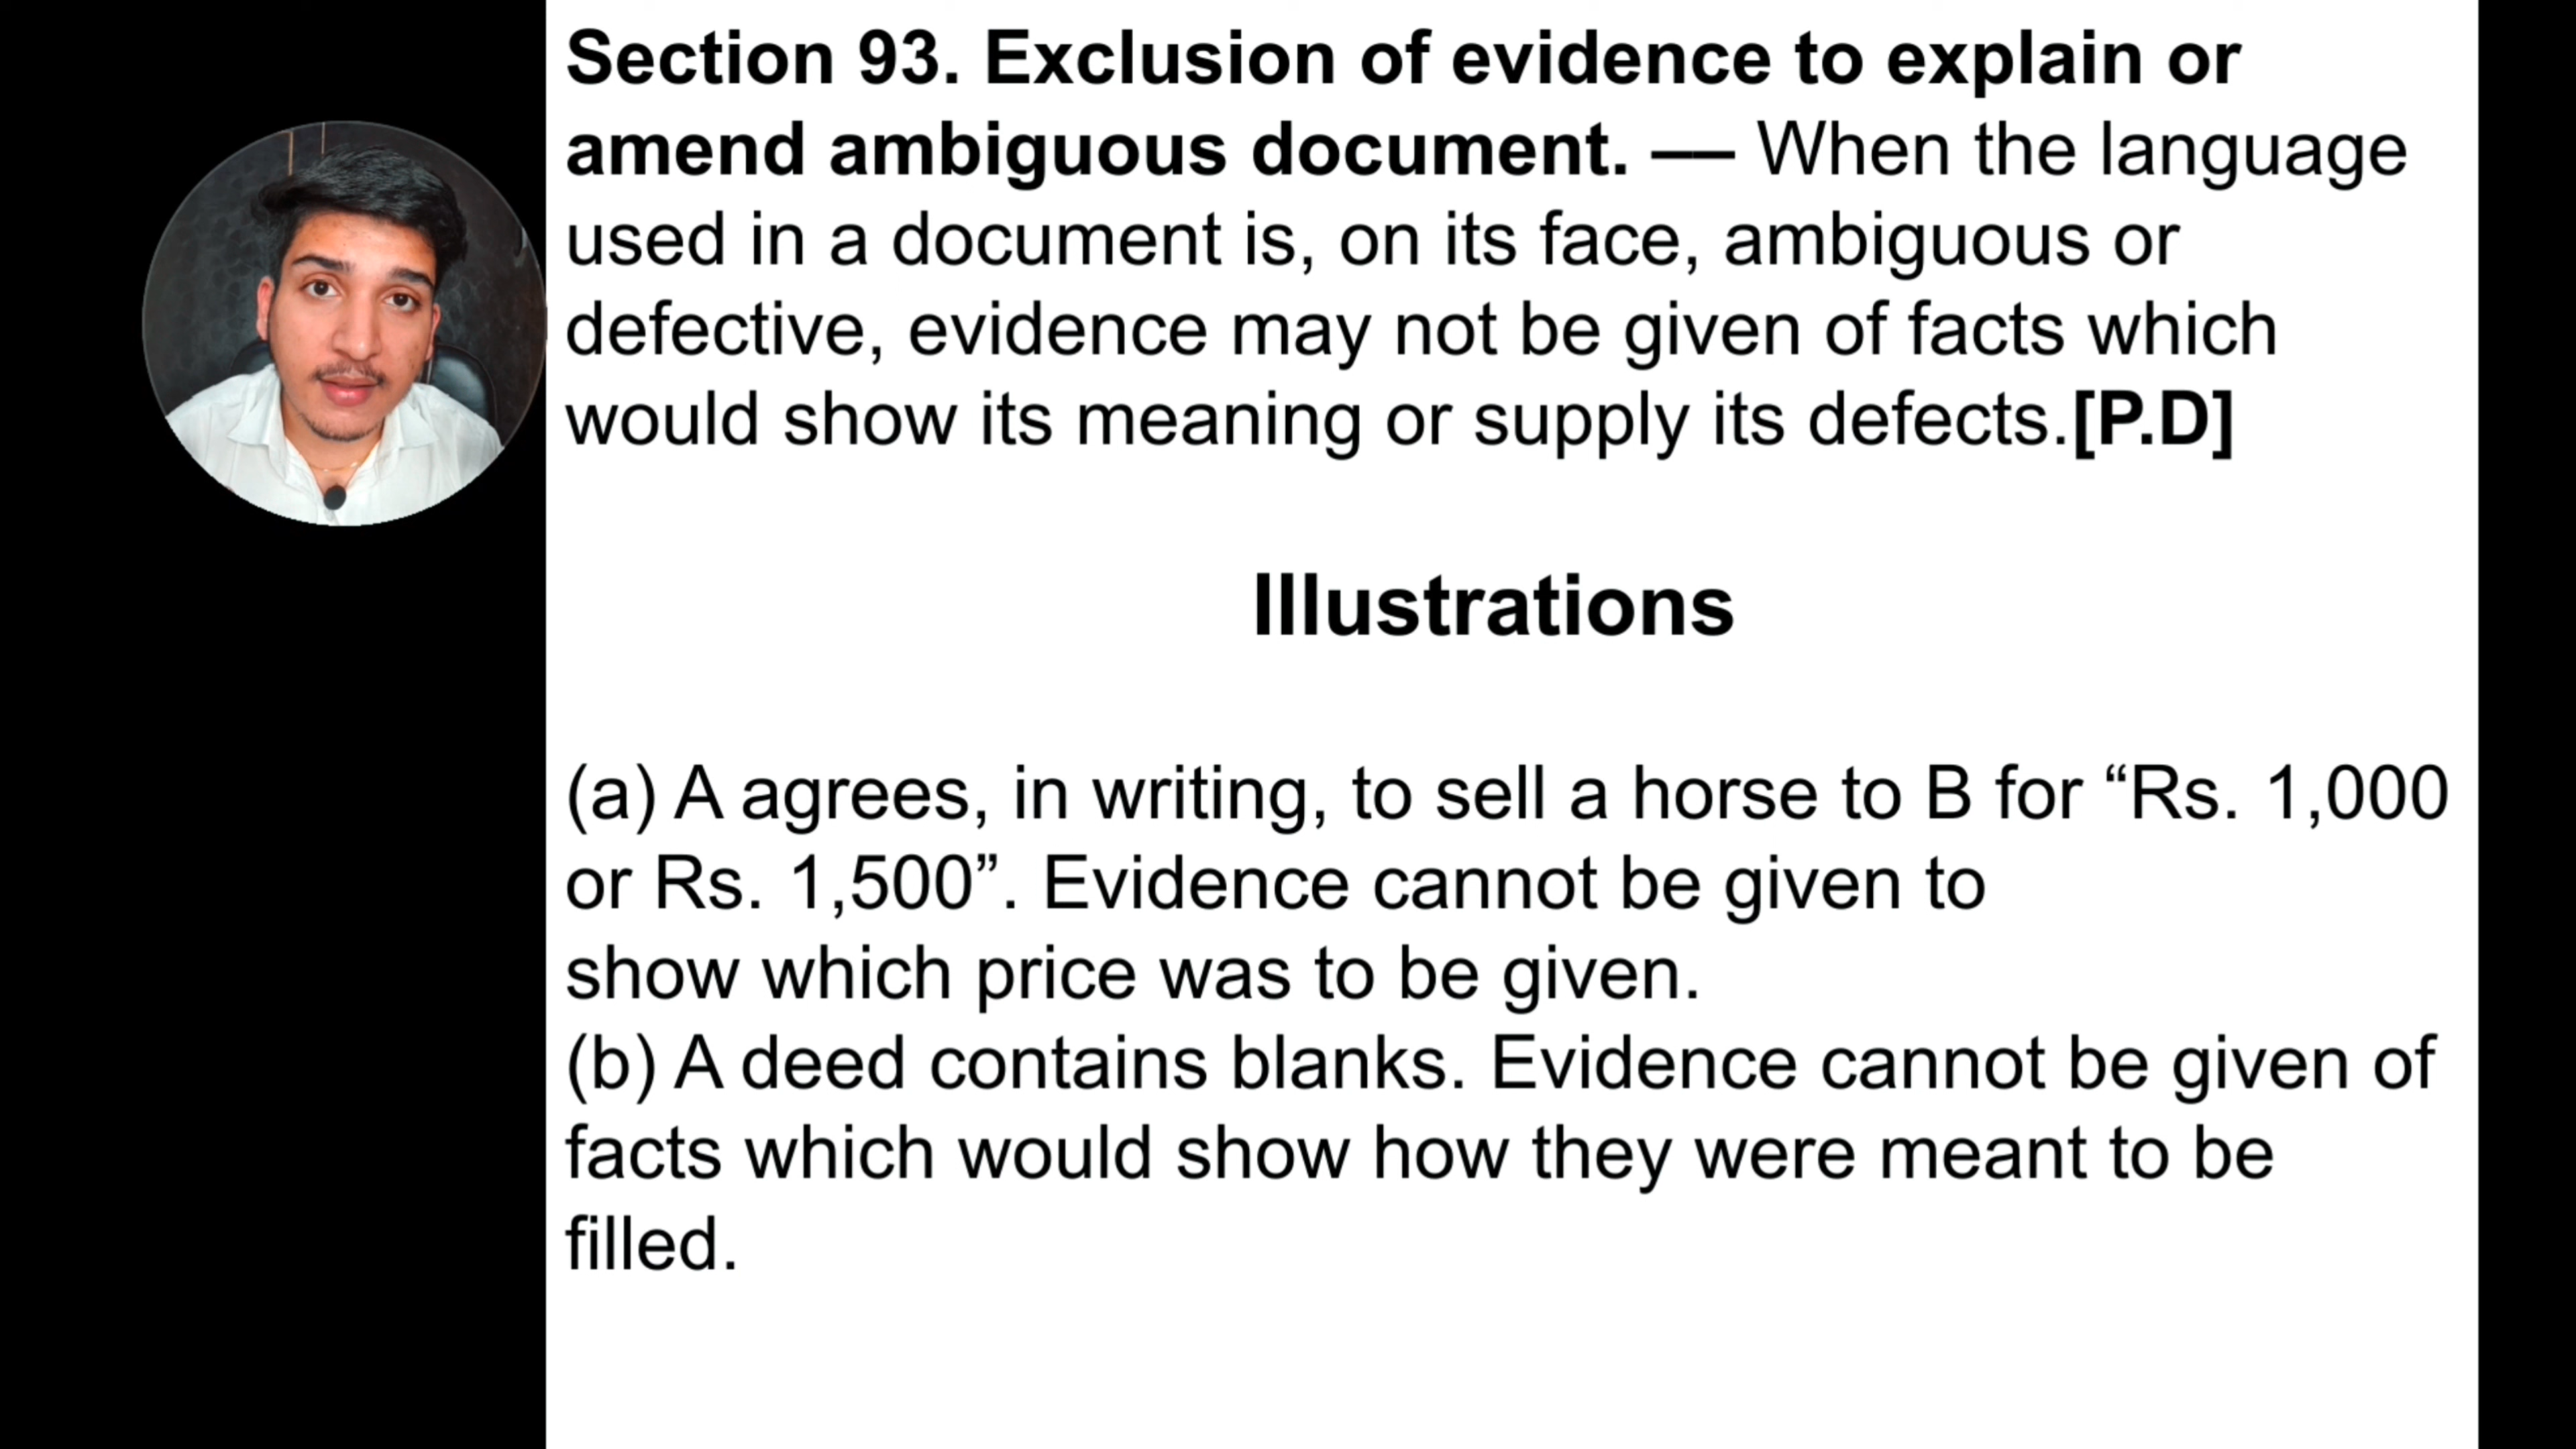 Section 93. Exclusion of evidence to explain or
amend ambiguous document. –– When the language
used in a document is, on its face, ambiguous or
defective, evidence may not be given of facts which
would show its meaning or supply its defects.[P.D]
Illustrations
(a) A agrees, in writing, to sell a horse to B for “Rs. 1,000
or Rs. 1,500”. Evidence cannot be given to
show which price was to be given.
(b) A deed contains blanks. Evidence cannot be given of
facts which would show how they were meant to be
filled.